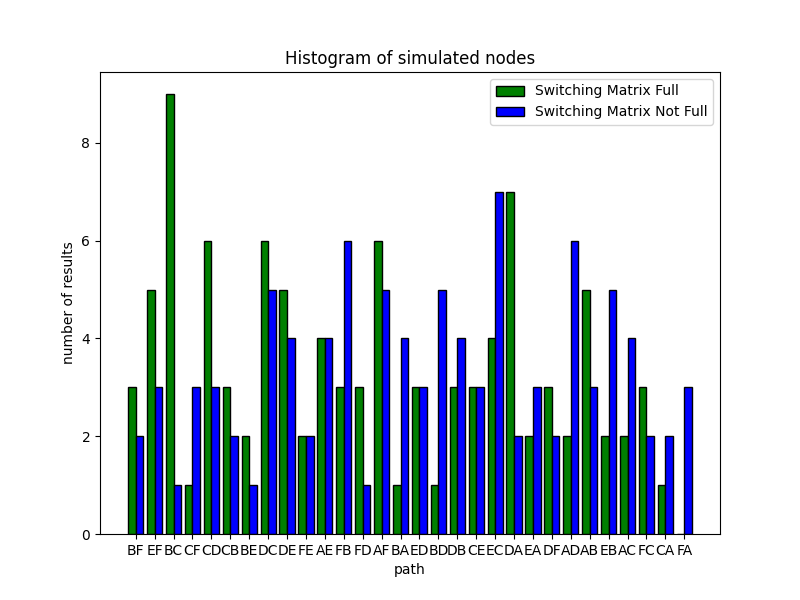 Histogram of simulated nodes
Switching Matrix Full
Switching Matrix Not Full
number of results
8
6
4
2
0
BF EF BC CF CD CB BE DC DE FE AE FB FD AF BA ED BD DB CE EC DA EA DF AD AB EB AC FC CA FA
path